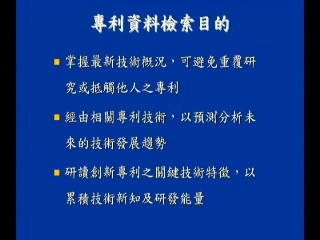 專利資料檢索目的
掌握最新技術概況，可避免重覆研
究或抵觸他人之專利
經由相關專利技術，以預測分析未
來的技術發展趨勢
研讀創新專利之關鍵技術特徵，以
累積技術新知及研發能量